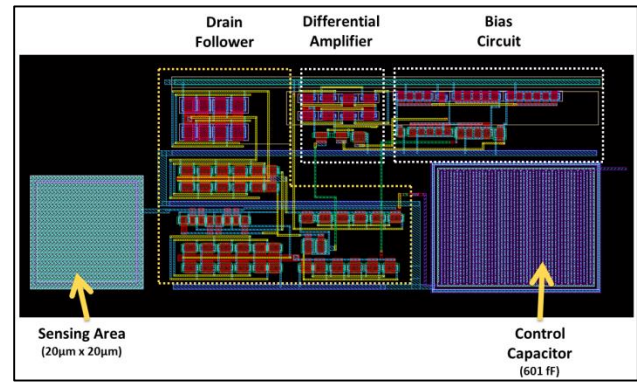 Drain
Follower
Differential
Amplifier
Bias
Circuit
Sensing Area
(20µm x 20µm)
Control
Capacitor
(601 fF)